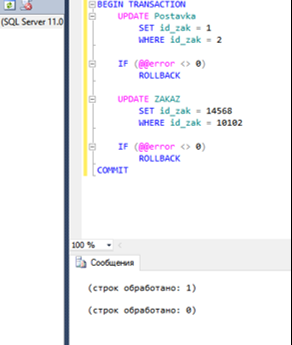 (SQL Server 11.0
BEGIN TRANSACTION
UPDATE Postavka
SET id_zak = 1
WHERE id_zak = 2
IF (@@error <> 0)
ROLLBACK
UPDATE ZAKAZ
SET id_zak = 14568
WHERE id_zak = 10102
IF (@@error <> 0)
ROLLBACK
COMMIT
100 %
Сообщения
(строк обработано: 1)
(строк обработано: 0)